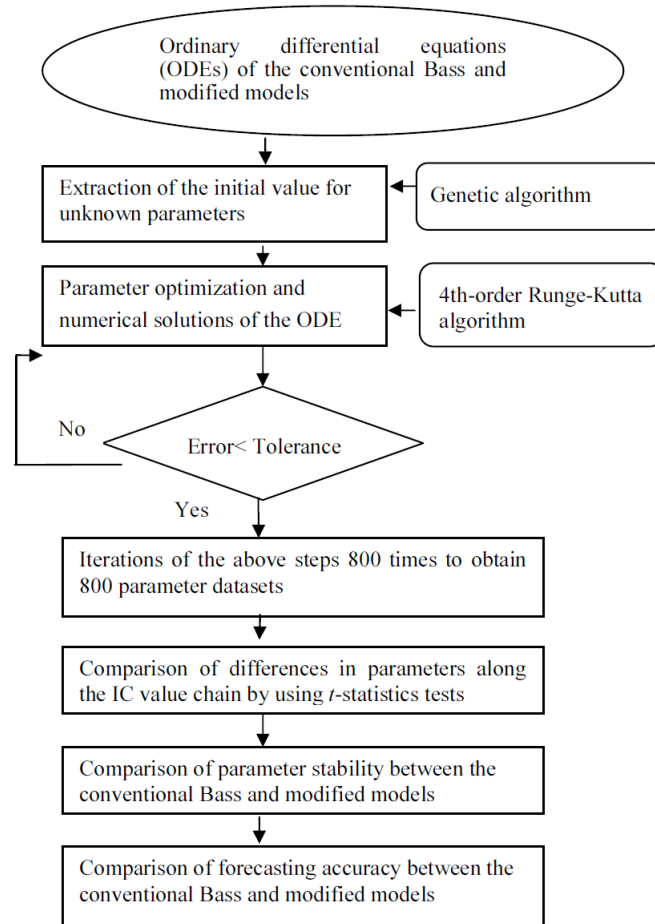 Ordinary differential equations
(ODEs) of the conventional Bass and
modified models
Extraction of the initial value for
unknown parameters
Genetic algorithm
Parameter optimization and
numerical solutions of the ODE
4th-order Runge-Kutta
algorithm
No
Error< Tolerance
Yes
Iterations of the above steps 800 times to obtain
800 parameter datasets
Comparison of differences in parameters along
the IC value chain by using t-statistics tests
Comparison of parameter stability between the
conventional Bass and modified models
Comparison of forecasting accuracy between the
conventional Bass and modified models